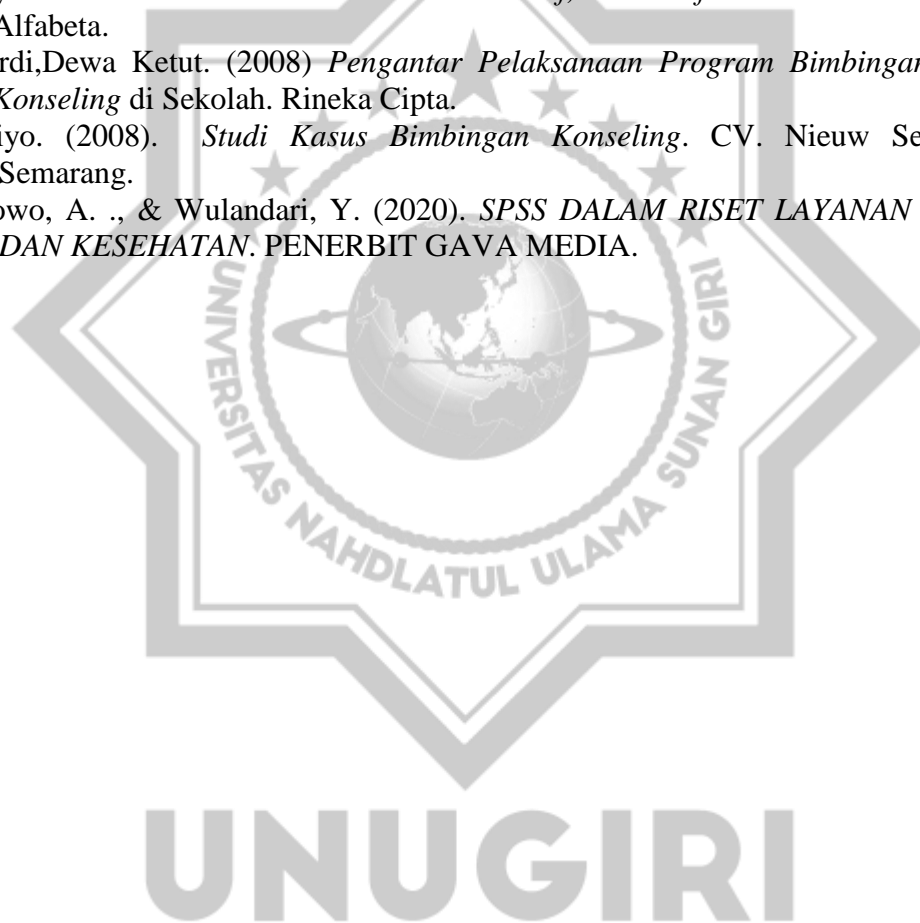 Alfabeta.
rdi,Dewa Ketut. (2008) Pengantar Pelaksanaan Program Bimbingan
Konseling di Sekolah. Rineka Cipta.
iyo. (2008). Studi Kasus Bimbingan Konseling. CV. Nieuw Se
Semarang.
owo, A. ., & Wulandari, Y. (2020). SPSS DALAM RISET LAYANAN
DAN KESEHATAN. PENERBIT GAVA MEDIA.
UNIVERSITAS NAHDLATUL ULAMA SUNAN GIRI
UNUGIRI